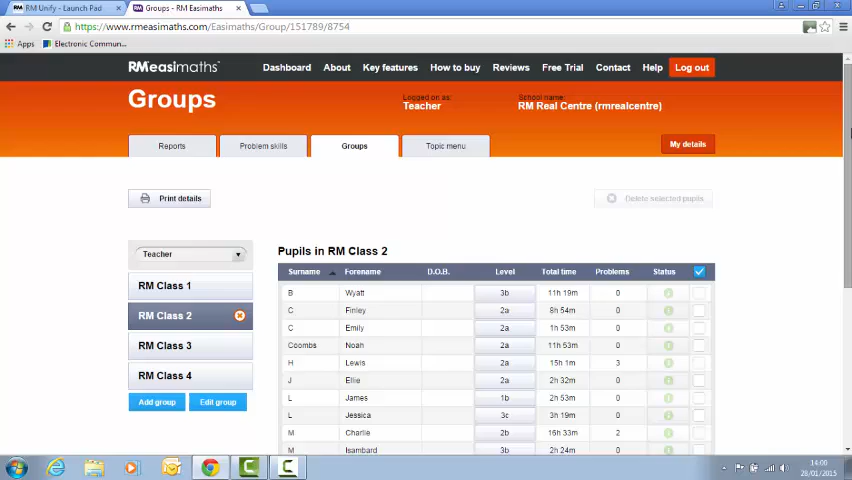 RM Unify - Launch Pad
Groups - RM Easimaths
https://www.rmeasimaths.com/Easimaths/Group/151789/8754
Apps Electronic Commun...
RMeasimaths: Dashboard About Key features How to buy Reviews Free Trial Contact Help Log out
Groups
Logged on as:
Teacher
School name:
RM Real Centre (rmrealcentre)
Reports Problem skills Groups Topic menu My details
Print details Delete selected pupils
Teacher
RM Class 1
RM Class 2
RM Class 3
RM Class 4
Add group Edit group
Pupils in RM Class 2
Surname Forename D.O.B. Level Total time Problems Status
B Wyatt 3b 11h 19m 0
C Finley 2a 8h 54m 0
C Emily 2a 1h 53m 0
Coombs Noah 2a 11h 53m 0
H Lewis 2a 15h 1m 3
J Ellie 2a 2h 32m 0
L James 1b 2h 53m 0
L Jessica 3c 3h 19m 0
M Charlie 2b 16h 33m 2
M Isambard 3b 2h 24m 0
14:00
28/01/2015